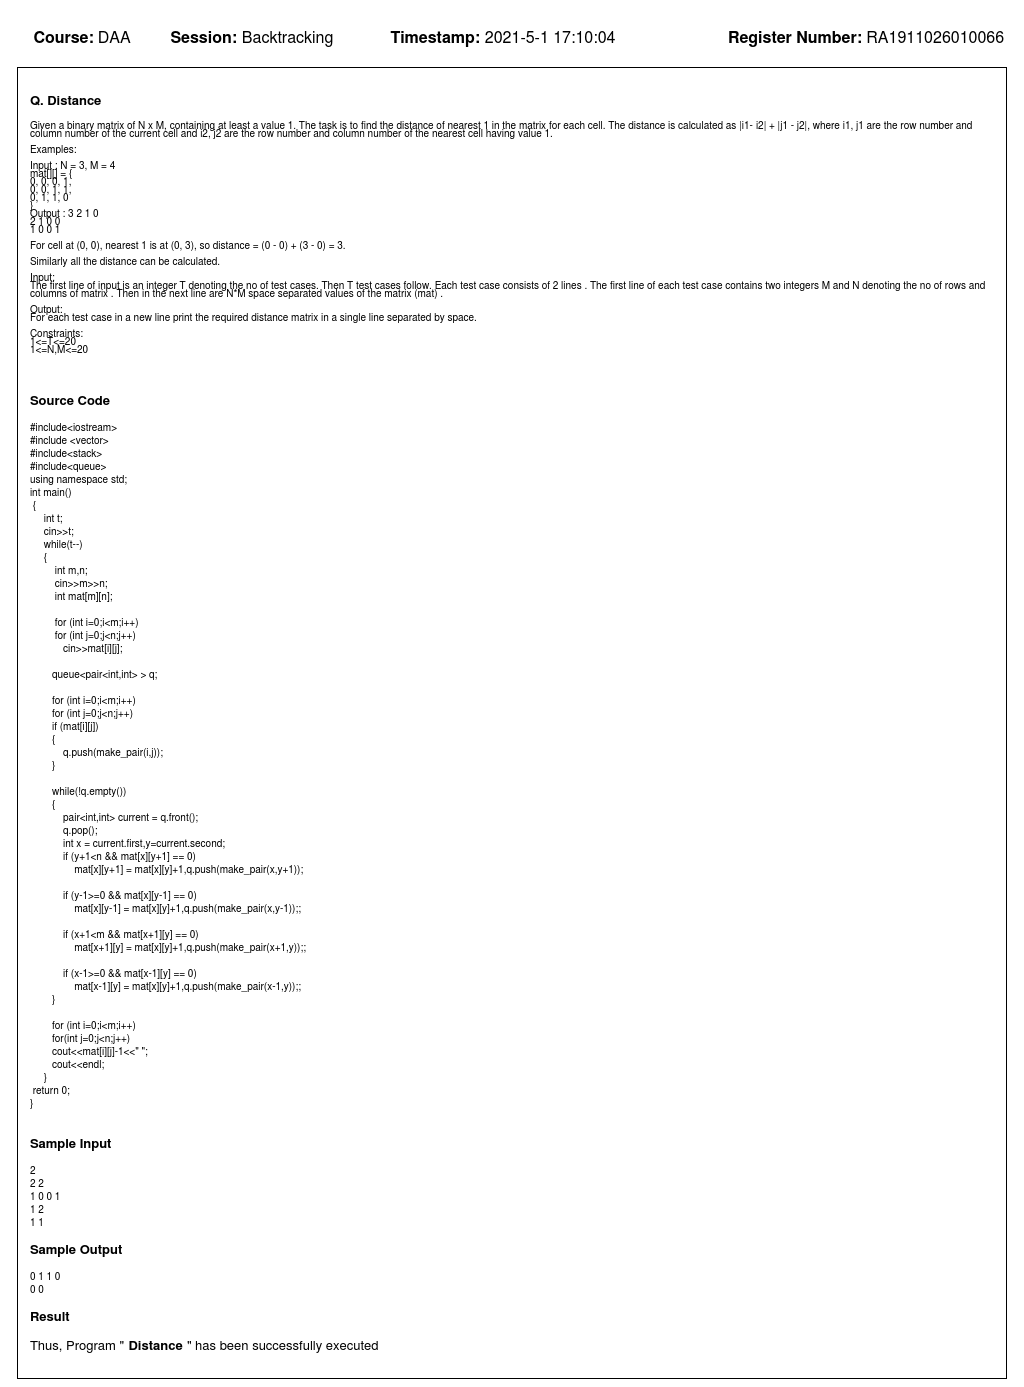 Course: DAA Session: Backtracking Timestamp: 2021-5-1 17:10:04 Register Number: RA1911026010066
Q. Distance
Given a binary matrix of N x M, containing at least a value 1. The task is to find the distance of nearest 1 in the matrix for each cell. The distance is calculated as |i1- i2| + |j1 - j2|, where i1, j1 are the row number and
column number of the current cell and i2, j2 are the row number and column number of the nearest cell having value 1.
Examples:
Input : N = 3, M = 4
mat[][] = {
0, 0, 0, 1,
0, 0, 1, 1,
0, 1, 1, 0
}
Output : 3 2 1 0
2 1 0 0
1 0 0 1
For cell at (0, 0), nearest 1 is at (0, 3), so distance = (0 - 0) + (3 - 0) = 3.
Similarly all the distance can be calculated.
Input:
The first line of input is an integer T denoting the no of test cases. Then T test cases follow. Each test case consists of 2 lines . The first line of each test case contains two integers M and N denoting the no of rows and
columns of matrix . Then in the next line are N*M space separated values of the matrix (mat) .
Output:
For each test case in a new line print the required distance matrix in a single line separated by space.
Constraints:
1<=T<=20
1<=N,M<=20
Source Code
#include<iostream>
#include <vector>
#include<stack>
#include<queue>
using namespace std;
int main()
{
int t;
cin>>t;
while(t--)
{
int m,n;
cin>>m>>n;
int mat[m][n];
for (int i=0;i<m;i++)
for (int j=0;j<n;j++)
cin>>mat[i][j];
queue<pair<int,int> > q;
for (int i=0;i<m;i++)
for (int j=0;j<n;j++)
if (mat[i][j])
{
q.push(make_pair(i,j));
}
while(!q.empty())
{
pair<int,int> current = q.front();
q.pop();
int x = current.first,y=current.second;
if (y+1<n && mat[x][y+1] == 0)
mat[x][y+1] = mat[x][y]+1,q.push(make_pair(x,y+1));
if (y-1>=0 && mat[x][y-1] == 0)
mat[x][y-1] = mat[x][y]+1,q.push(make_pair(x,y-1));;
if (x+1<m && mat[x+1][y] == 0)
mat[x+1][y] = mat[x][y]+1,q.push(make_pair(x+1,y));;
if (x-1>=0 && mat[x-1][y] == 0)
mat[x-1][y] = mat[x][y]+1,q.push(make_pair(x-1,y));;
}
for (int i=0;i<m;i++)
for(int j=0;j<n;j++)
cout<<mat[i][j]-1<<" ";
cout<<endl;
}
return 0;
}
Sample Input
2
2 2
1 0 0 1
1 2
1 1
Sample Output
0 1 1 0
0 0
Result
Thus, Program " Distance " has been successfully executed